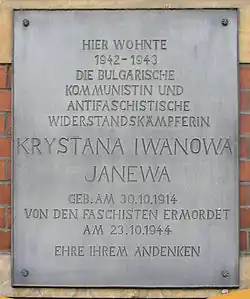 HIER WOHNTE
1942-1943
DIE BULGARISCHE
KOMMUNISTIN UND
ANTIFASCHISTISCHE
WIDERSTANDSKÄMPFERIN
KRYSTANA IWANOWA
JANEWA
GEB. AM 30.10.1914
VON DEN FASCHISTEN ERMORDET
AM 23.10.1944
EHRE IHREM ANDENKEN